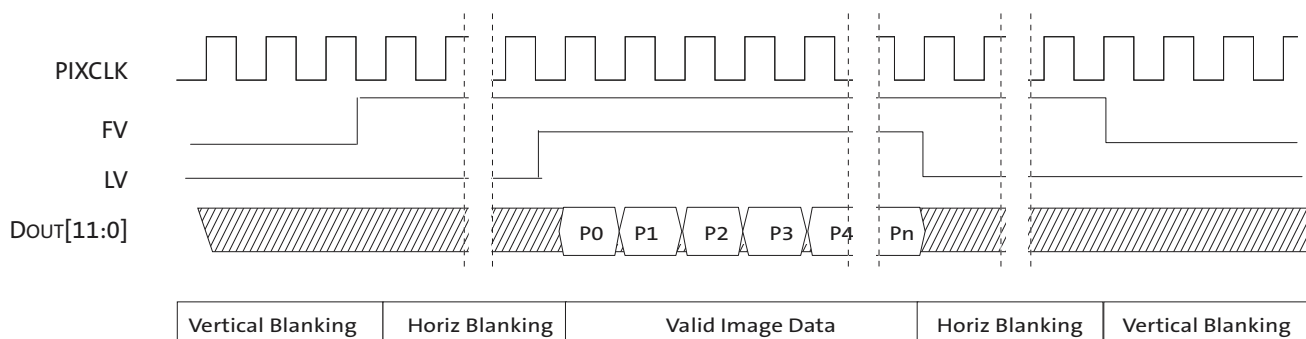 PIXCLK
FV
LV
DOUT[11:0]
P0 P1 P2 P3 P4 Pn
Vertical Blanking Horiz Blanking Valid Image Data Horiz Blanking Vertical Blanking